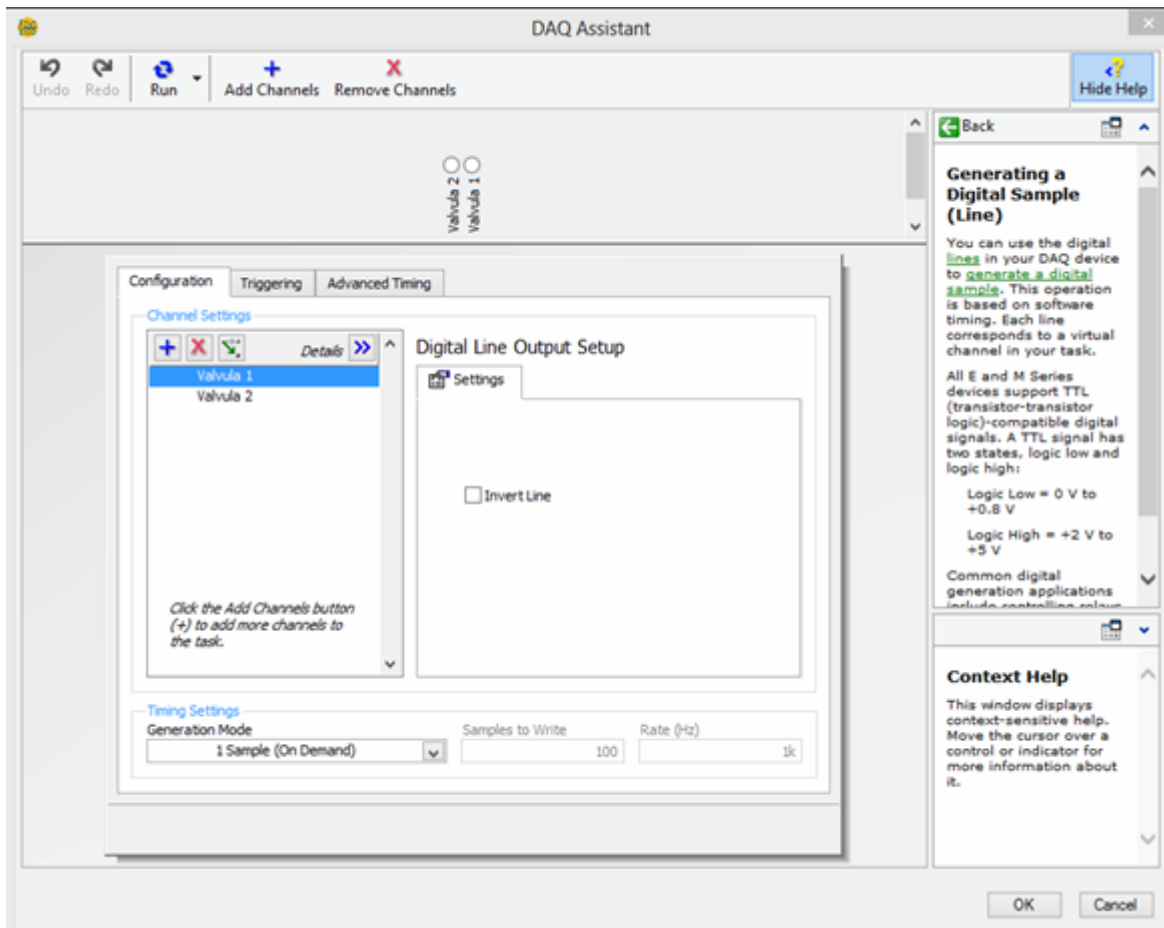 DAQ Assistant
Undo
Redo
Run
Add Channels
Remove Channels
Hide Help
Valvula 2
Valvula 1
Configuration
Triggering
Advanced Timing
Channel Settings
Details
Valvula 1
Valvula 2
Click the Add Channels button
(+) to add more channels to
the task.
Digital Line Output Setup
Settings
Invert Line
Timing Settings
Generation Mode
1 Sample (On Demand)
Samples to Write
100
Rate (Hz)
1k
Back
Generating a
Digital Sample
(Line)
You can use the digital
lines in your DAQ device
to generate a digital
sample. This operation
is based on software
timing. Each line
corresponds to a virtual
channel in your task.
All E and M Series
devices support TTL
(transistor-transistor
logic)-compatible digital
signals. A TTL signal has
two states, logic low and
logic high:
Logic Low = 0 V to
+0.8 V
Logic High = +2 V to
+5 V
Common digital
generation applications
include controlling relays
Context Help
This window displays
context-sensitive help.
Move the cursor over a
control or indicator for
more information about
it.
OK
Cancel